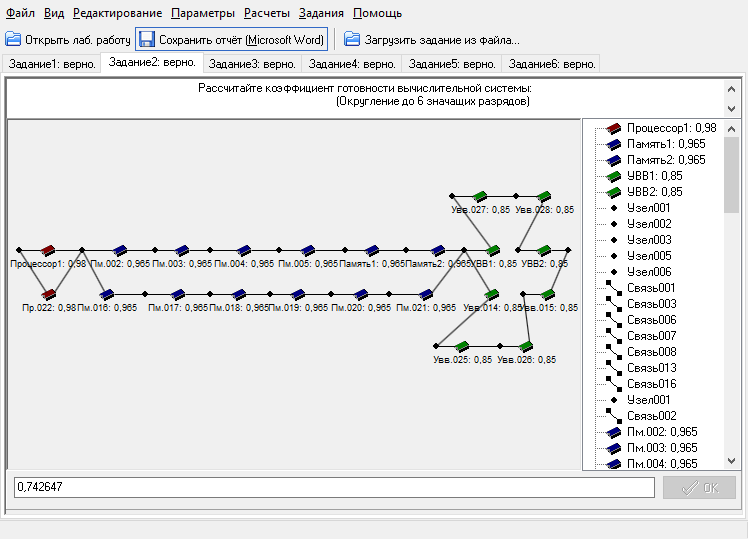 Файл Вид Редактирование Параметры Расчеты Задания Помощь
Открыть лаб. работу Сохранить отчёт (Microsoft Word) Загрузить задание из файла...
Задание1: верно. Задание2: верно. Задание3: верно. Задание4: верно. Задание5: верно. Задание6: верно.
Рассчитайте коэффициент готовности вычислительной системы:
(Округление до 6 значащих разрядов)
Увв.027: 0,85 Увв.028: 0,85
Процессор1: 0,98 Пм.002: 0,965 Пм.003: 0,965 Пм.004: 0,965 Пм.005: 0,965 Память1: 0,965 Память2: 0,965 УВВ1: 0,85 УВВ2: 0,85
Пр.022: 0,98 Пм.016: 0,965 Пм.017: 0,965 Пм.018: 0,965 Пм.019: 0,965 Пм.020: 0,965 Пм.021: 0,965 Увв.014: 0,85 Увв.015: 0,85
Увв.025: 0,85 Увв.026: 0,85
Процессор1: 0,98
Память1: 0,965
Память2: 0,965
УВВ1: 0,85
УВВ2: 0,85
Узел001
Узел002
Узел003
Узел005
Узел006
Связь001
Связь003
Связь006
Связь007
Связь008
Связь013
Связь016
Узел001
Связь002
Пм.002: 0,965
Пм.003: 0,965
Пм.004: 0,965
0,742647
OK